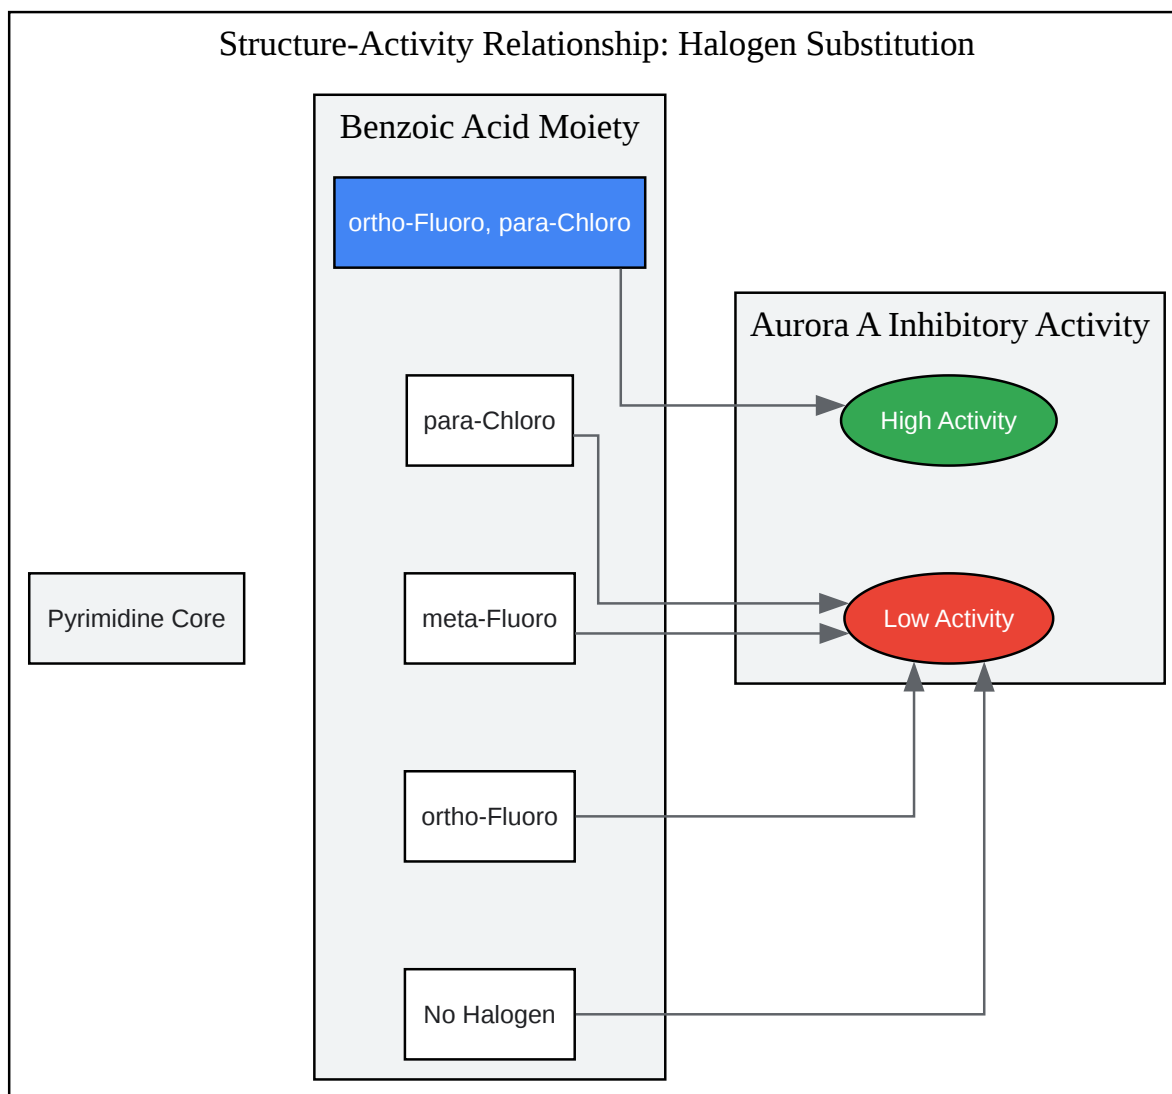 Structure-Activity Relationship: Halogen Substitution
Benzoic Acid Moiety
ortho-Fluoro, para-Chloro
Aurora A Inhibitory Activity
para-Chloro
High Activity
Pyrimidine Core
meta-Fluoro
Low Activity
ortho-Fluoro
No Halogen